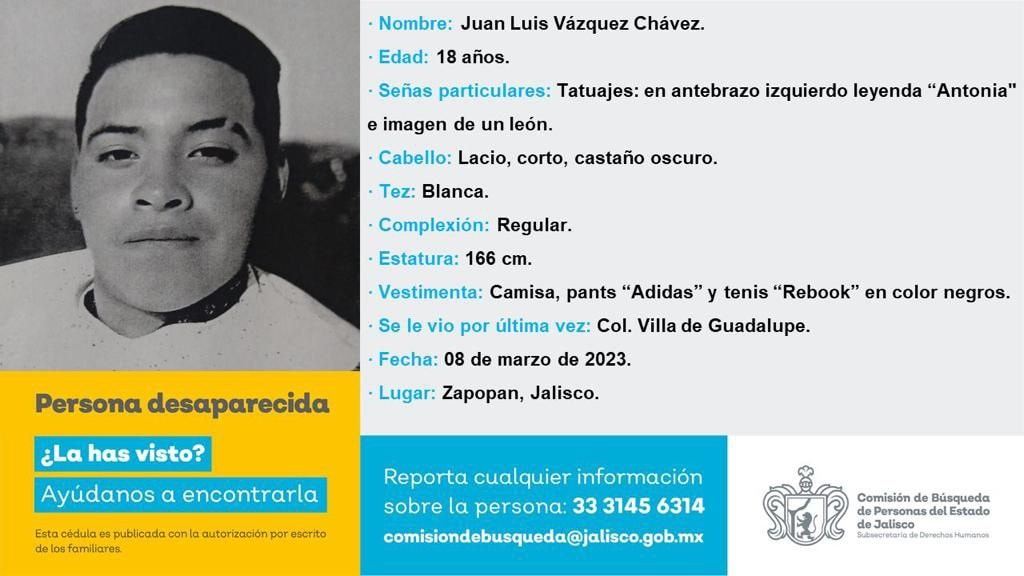 · Nombre: Juan Luis Vázquez Chávez.
· Edad: 18 años.
· Señas particulares: Tatuajes: en antebrazo izquierdo leyenda “Antonia"
e imagen de un león.
· Cabello: Lacio, corto, castaño oscuro.
· Tez: Blanca.
· Complexión: Regular.
· Estatura: 166 cm.
· Vestimenta: Camisa, pants “Adidas” y tenis “Rebook” en color negros.
· Se le vio por última vez: Col. Villa de Guadalupe.
· Fecha: 08 de marzo de 2023.
· Lugar: Zapopan, Jalisco.
Persona desaparecida
¿La has visto?
Ayúdanos a encontrarla
Esta cédula es publicada con la autorización por escrito
de los familiares.
Reporta cualquier información
sobre la persona: 33 3145 6314
comisiondebusqueda@jalisco.gob.mx
Comisión de Búsqueda
de Personas del Estado
de Jalisco
Subsecretaría de Derechos Humanos